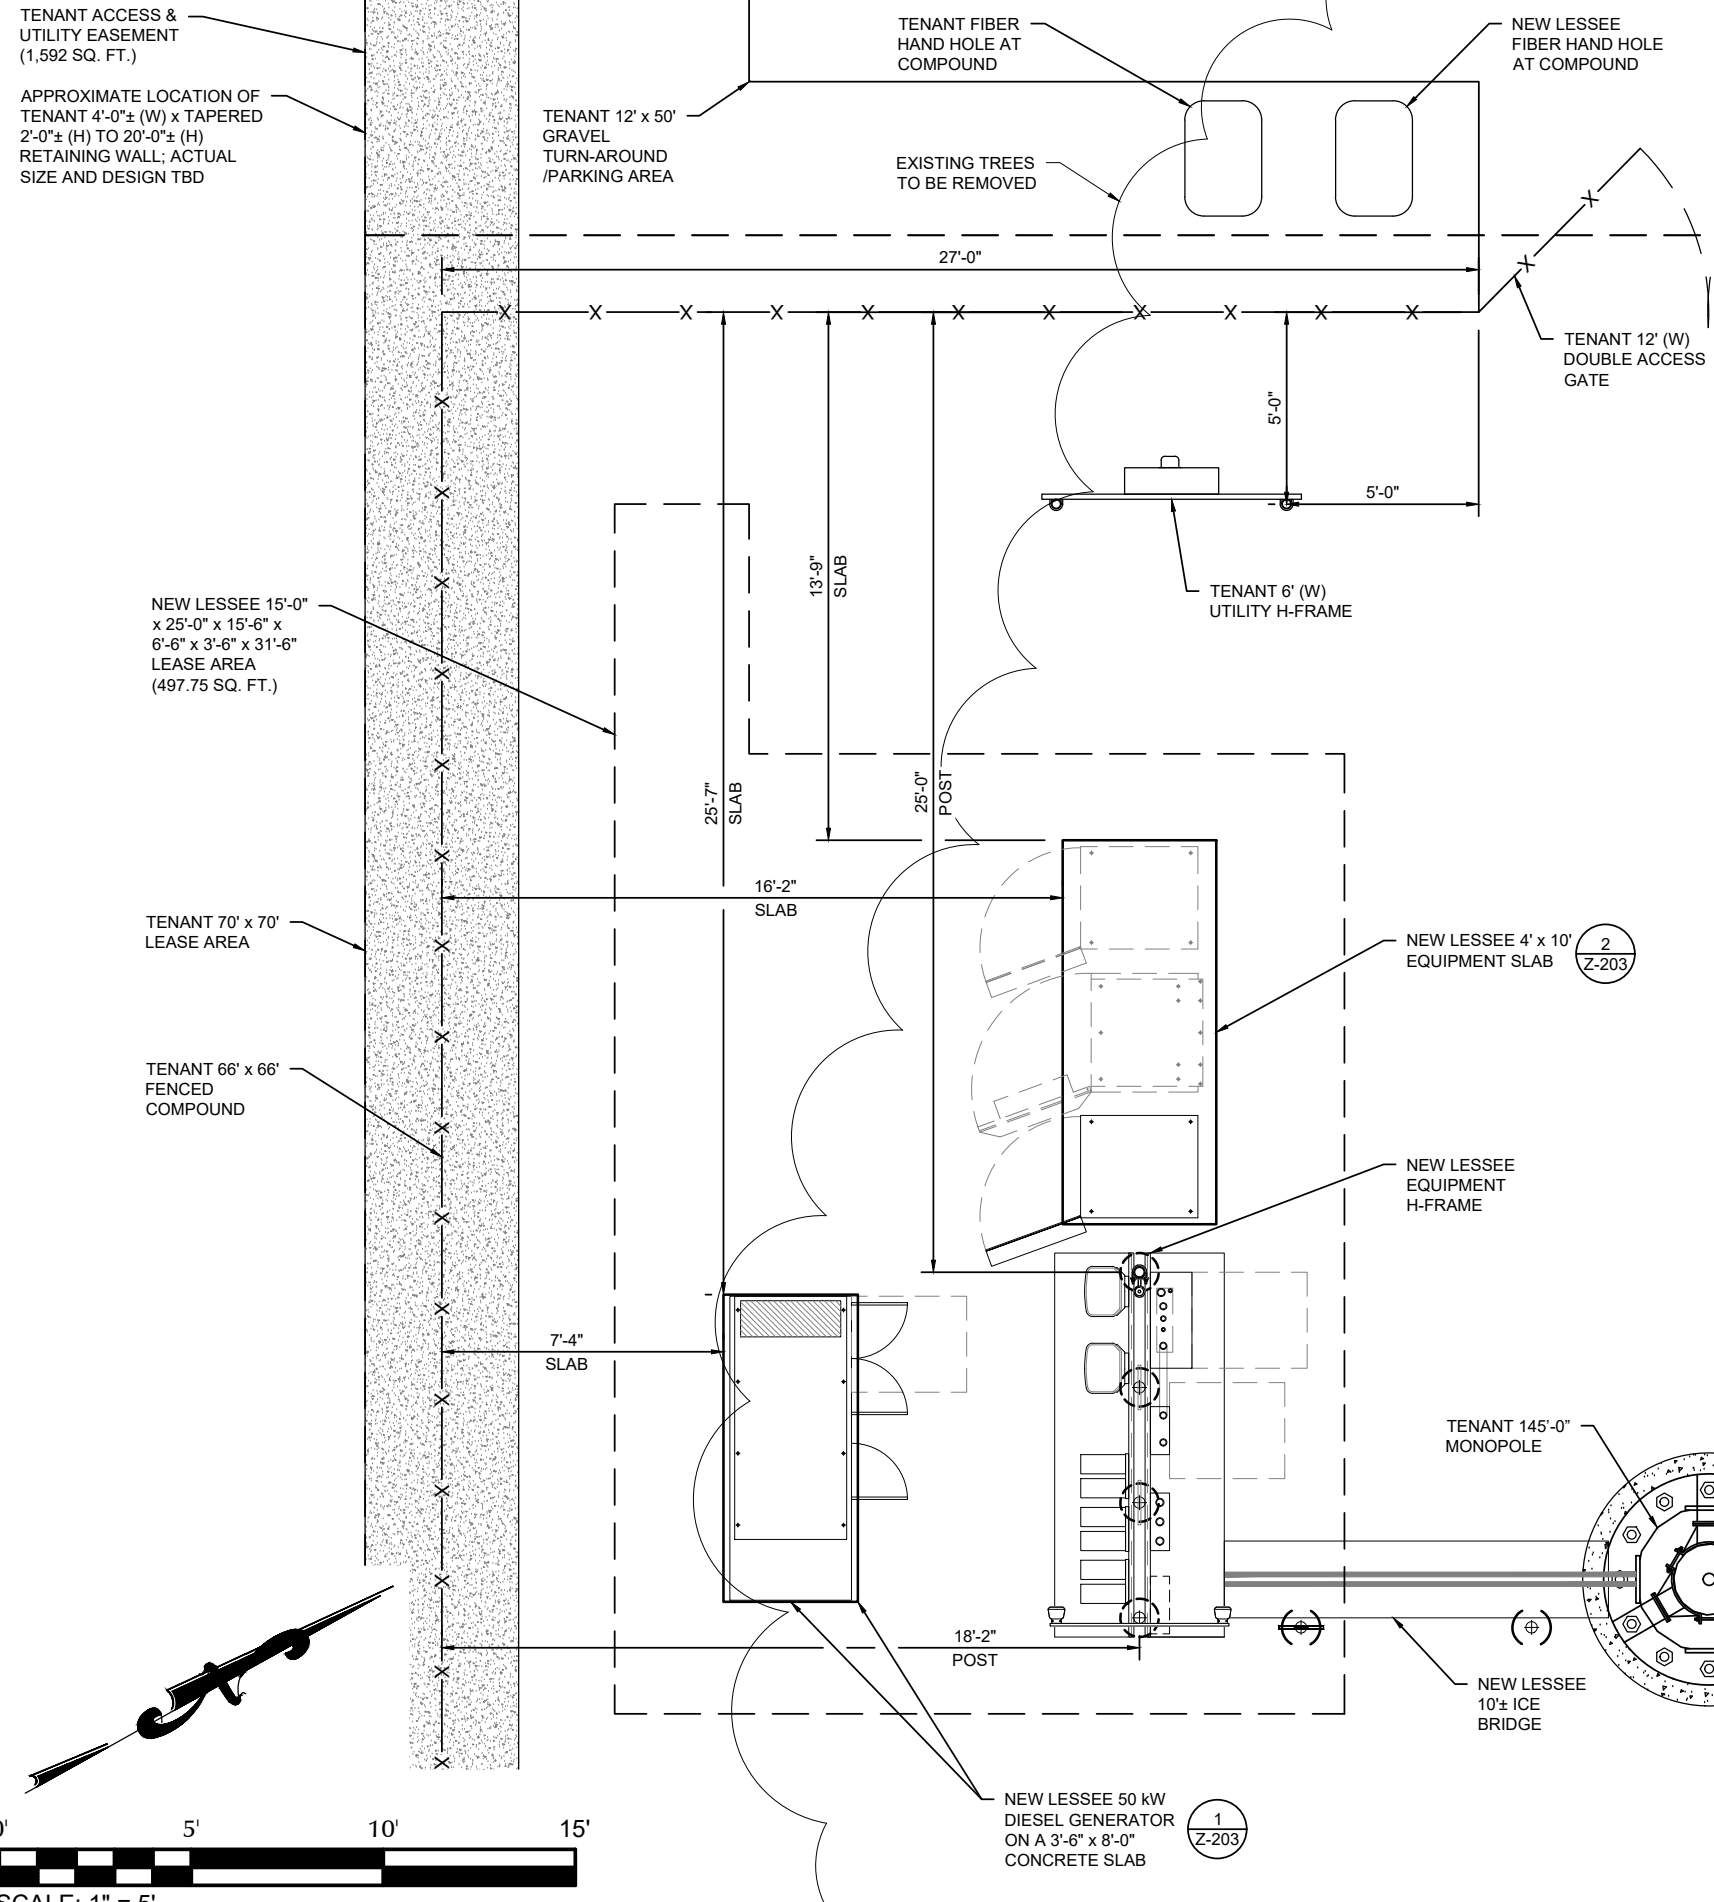 TENANT ACCESS &
UTILITY EASEMENT
(1,592 SQ. FT.)
APPROXIMATE LOCATION OF
TENANT 4'-0"± (W) x TAPERED
2'-0"± (H) TO 20'-0"± (H)
RETAINING WALL; ACTUAL
SIZE AND DESIGN TBD
TENANT 12' x 50'
GRAVEL
TURN-AROUND
/PARKING AREA
TENANT FIBER
HAND HOLE AT
COMPOUND
NEW LESSEE
FIBER HAND HOLE
AT COMPOUND
EXISTING TREES
TO BE REMOVED
27'-0"
TENANT 12' (W)
DOUBLE ACCESS
GATE
5'-0"
5'-0"
13'-9"
SLAB
TENANT 6' (W)
UTILITY H-FRAME
NEW LESSEE 15'-0"
x 25'-0" x 15'-6" x
6'-6" x 3'-6" x 31'-6"
LEASE AREA
(497.75 SQ. FT.)
25'-7"
SLAB
25'-0"
POST
16'-2"
SLAB
TENANT 70' x 70'
LEASE AREA
NEW LESSEE 4' x 10'
EQUIPMENT SLAB
2
Z-203
TENANT 66' x 66'
FENCED
COMPOUND
NEW LESSEE
EQUIPMENT
H-FRAME
7'-4"
SLAB
TENANT 145'-0"
MONOPOLE
18'-2"
POST
NEW LESSEE
10'± ICE
BRIDGE
NEW LESSEE 50 kW
DIESEL GENERATOR
ON A 3'-6" x 8'-0"
CONCRETE SLAB
1
Z-203
0' 5' 10' 15'
SCALE: 1" = 5'